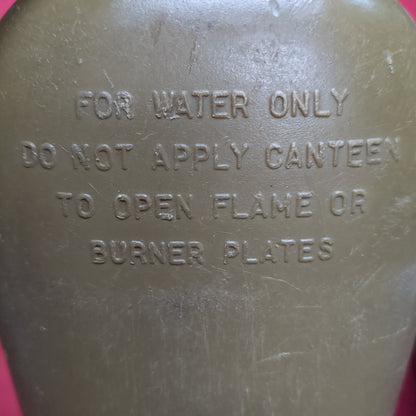 FOR WATER ONLY
DO NOT APPLY CANTEEN
TO OPEN FLAME OR
BURNER PLATES